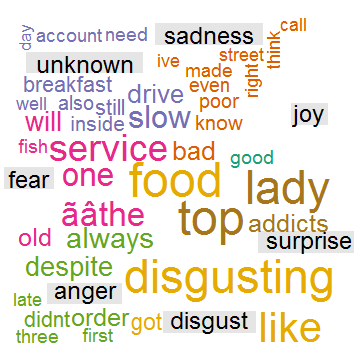 call
day account need sadness street think
unknown ive
made right
breakfast drive even
well also still poor
will inside slow know joy
fish service bad good
fear one food lady
ãâthe top addicts
old always surprise
despite disgusting
late anger
didnt order got disgust like
three first